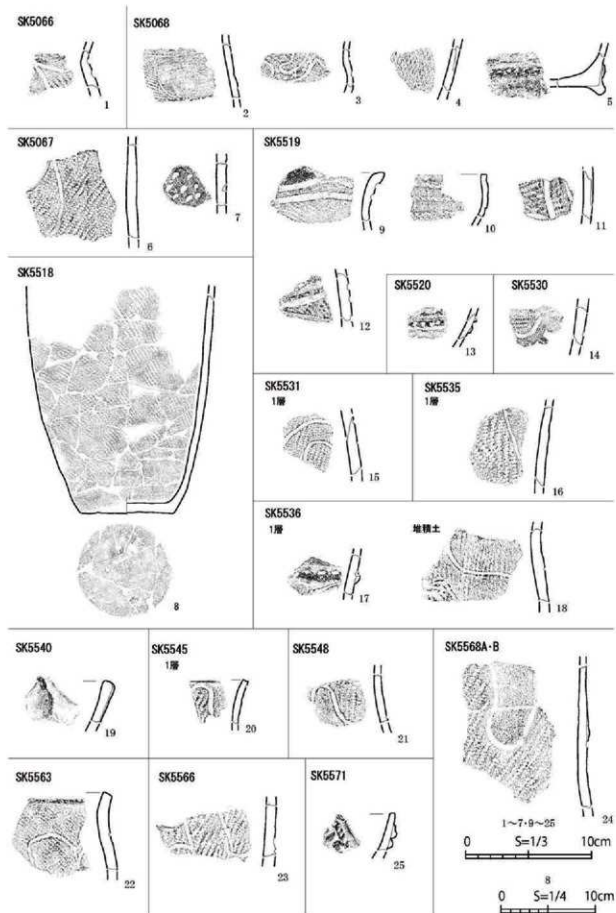 SK5066
1
SK5068
2
3
4
5
SK5067
6
7
SK5519
9
10
11
12
SK5518
8
SK5520
13
SK5530
14
SK5531
1層
15
SK5535
1層
16
SK5536
1層
17
堆積土
18
SK5540
19
SK5545
1層
20
SK5548
21
SK5568A・B
24
SK5563
22
SK5566
23
SK5571
25
1～7・9～25
0 S=1/3 10cm
8
0 S=1/4 10cm